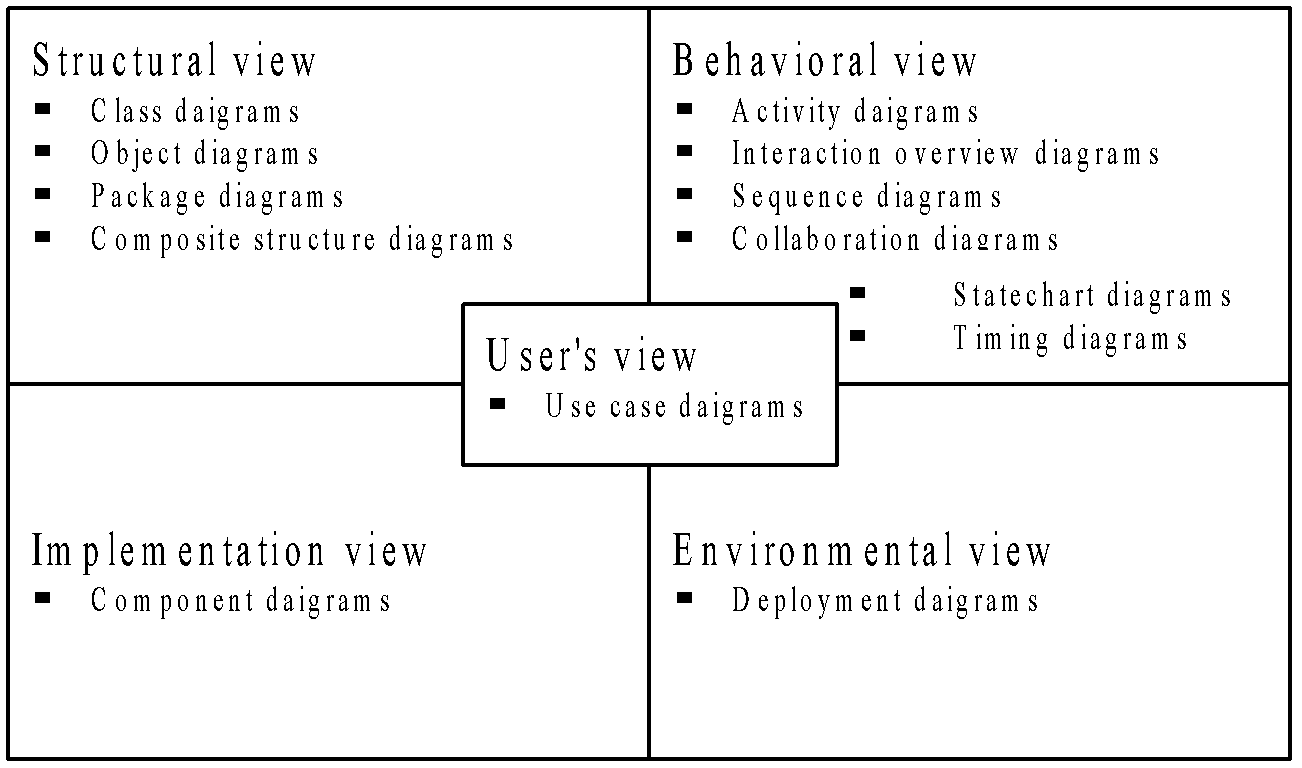 Structural view
▪ Class daigrams
▪ Object diagrams
▪ Package diagrams
▪ Composite structure diagrams
Behavioral view
▪ Activity daigrams
▪ Interaction overview diagrams
▪ Sequence diagrams
▪ Collaboration diagrams
▪ Statechart diagrams
▪ Timing diagrams
User's view
▪ Use case daigrams
Implementation view
▪ Component daigrams
Environmental view
▪ Deployment daigrams